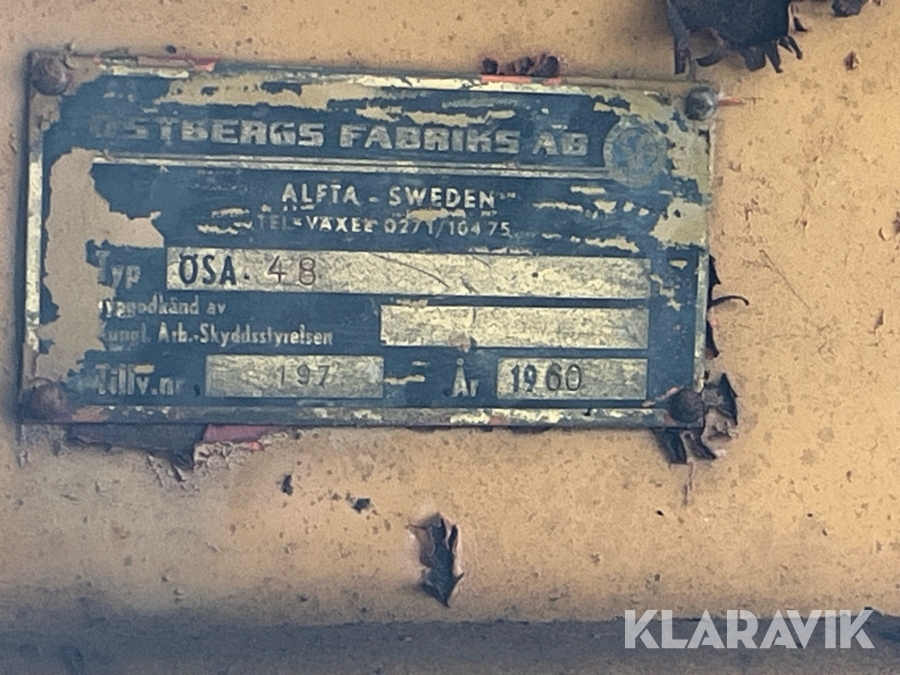 ÖSTBERGS FABRIKS AB
ALFTA - SWEDEN
TEL. VÄXEL 0271/104 75
Typ ÖSA. 48
Typgodkänd av
Kungl. Arb.-Skyddsstyrelsen
Tillv.nr 197 År 1960
KLARAVIK